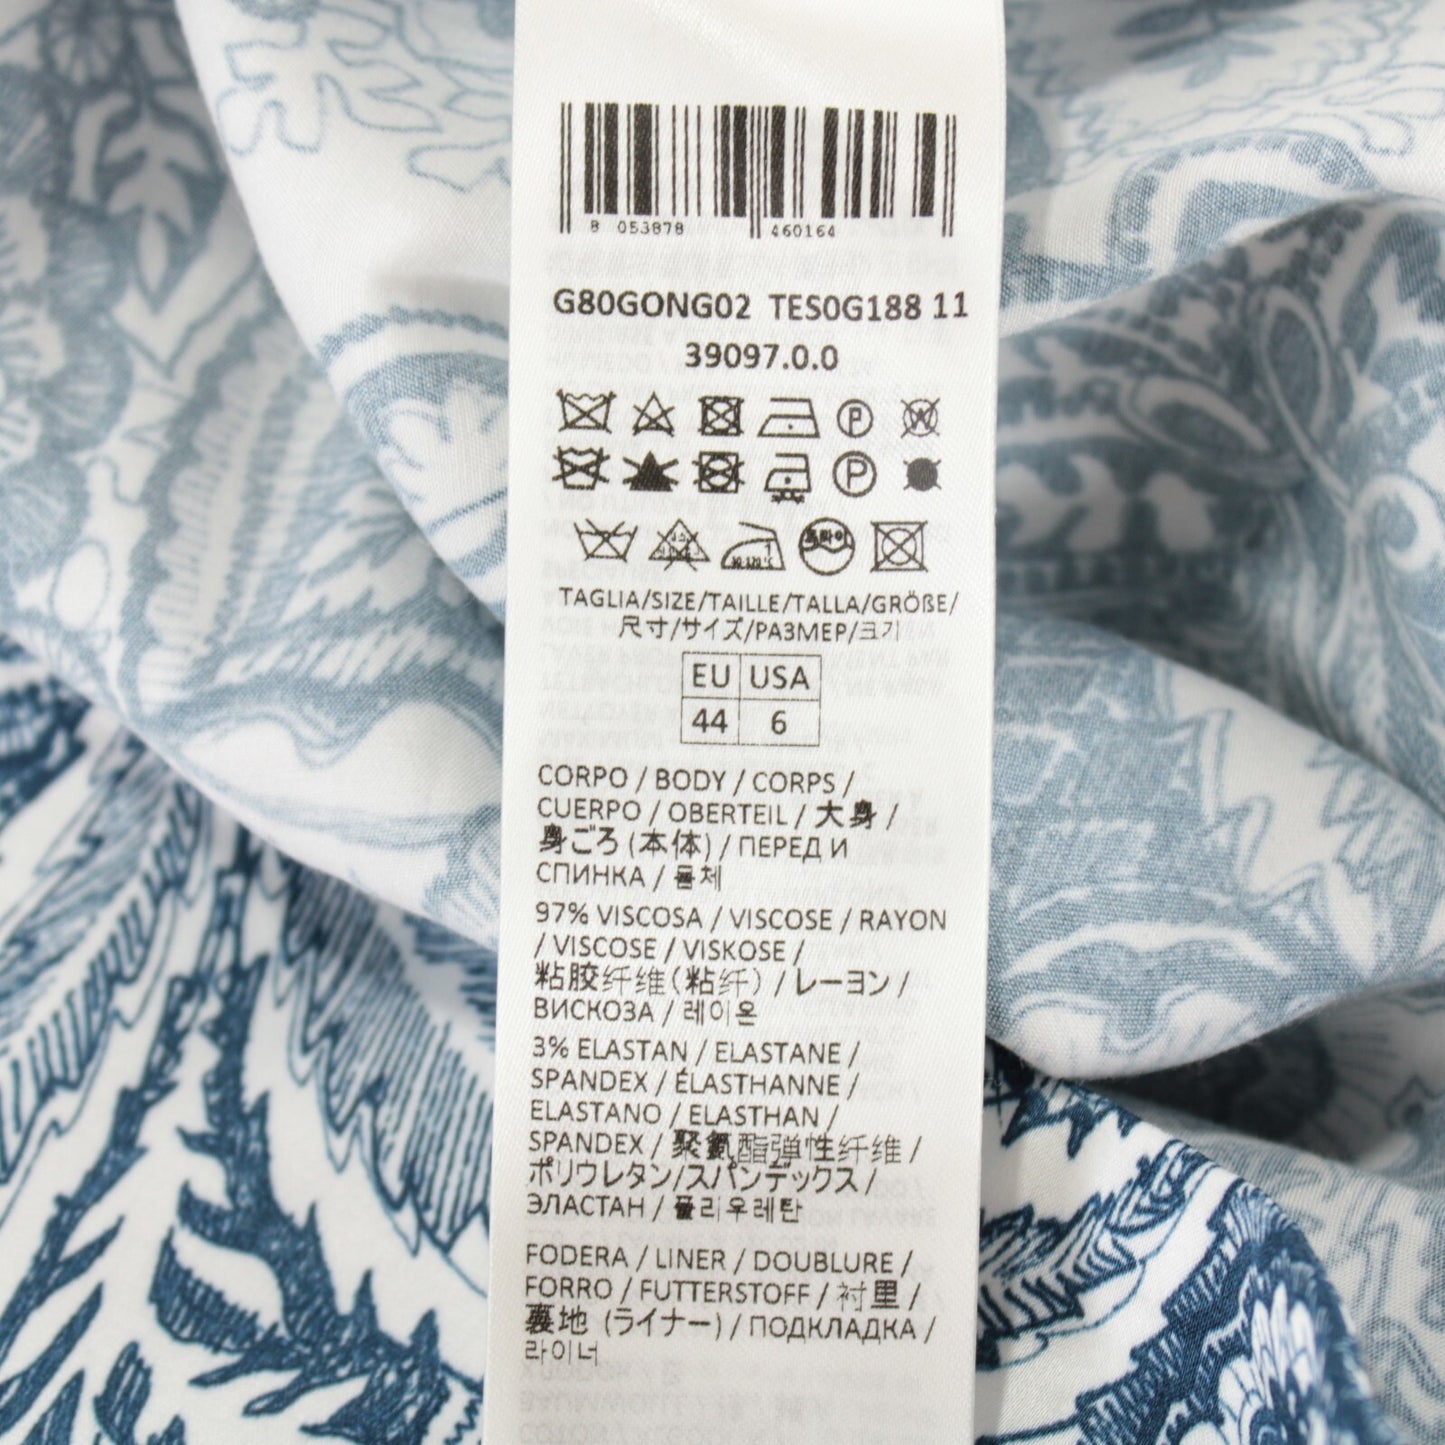 8 053878 460164
G80GONG02 TES0G188 11
39097.0.0
P W
P
드라이
TAGLIA/SIZE/TAILLE/TALLA/GRÖßE/
尺寸/サイズ/РАЗМЕР/크기
EU USA
44 6
CORPO / BODY / CORPS /
CUERPO / OBERTEIL / 大身 /
身ごろ (本体) / ПЕРЕД И
СПИНКА / 몸체
97% VISCOSA / VISCOSE / RAYON
/ VISCOSE / VISKOSE /
粘胶纤维(粘纤) / レーヨン /
ВИСКОЗА / 레이온
3% ELASTAN / ELASTANE /
SPANDEX / ÉLASTHANNE /
ELASTANO / ELASTHAN /
SPANDEX / 聚氨酯弹性纤维 /
ポリウレタン/スパンデックス /
ЭЛАСТАН / 폴리우레탄
FODERA / LINER / DOUBLURE /
FORRO / FUTTERSTOFF / 衬里 /
裏地 (ライナー) / ПОДКЛАДКА /
라이너